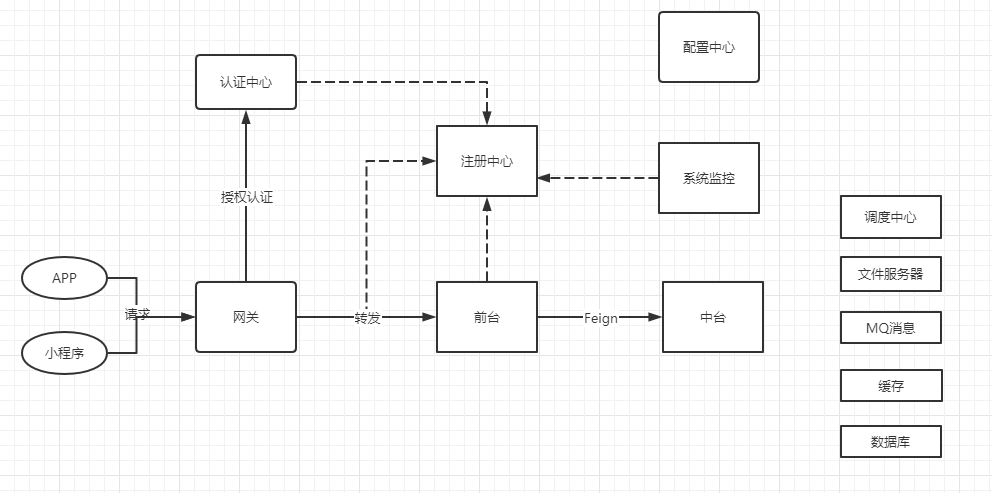 配置中心
认证中心
注册中心
系统监控
授权认证
调度中心
APP
文件服务器
请求
网关
转发
前台
Feign
中台
MQ消息
小程序
缓存
数据库